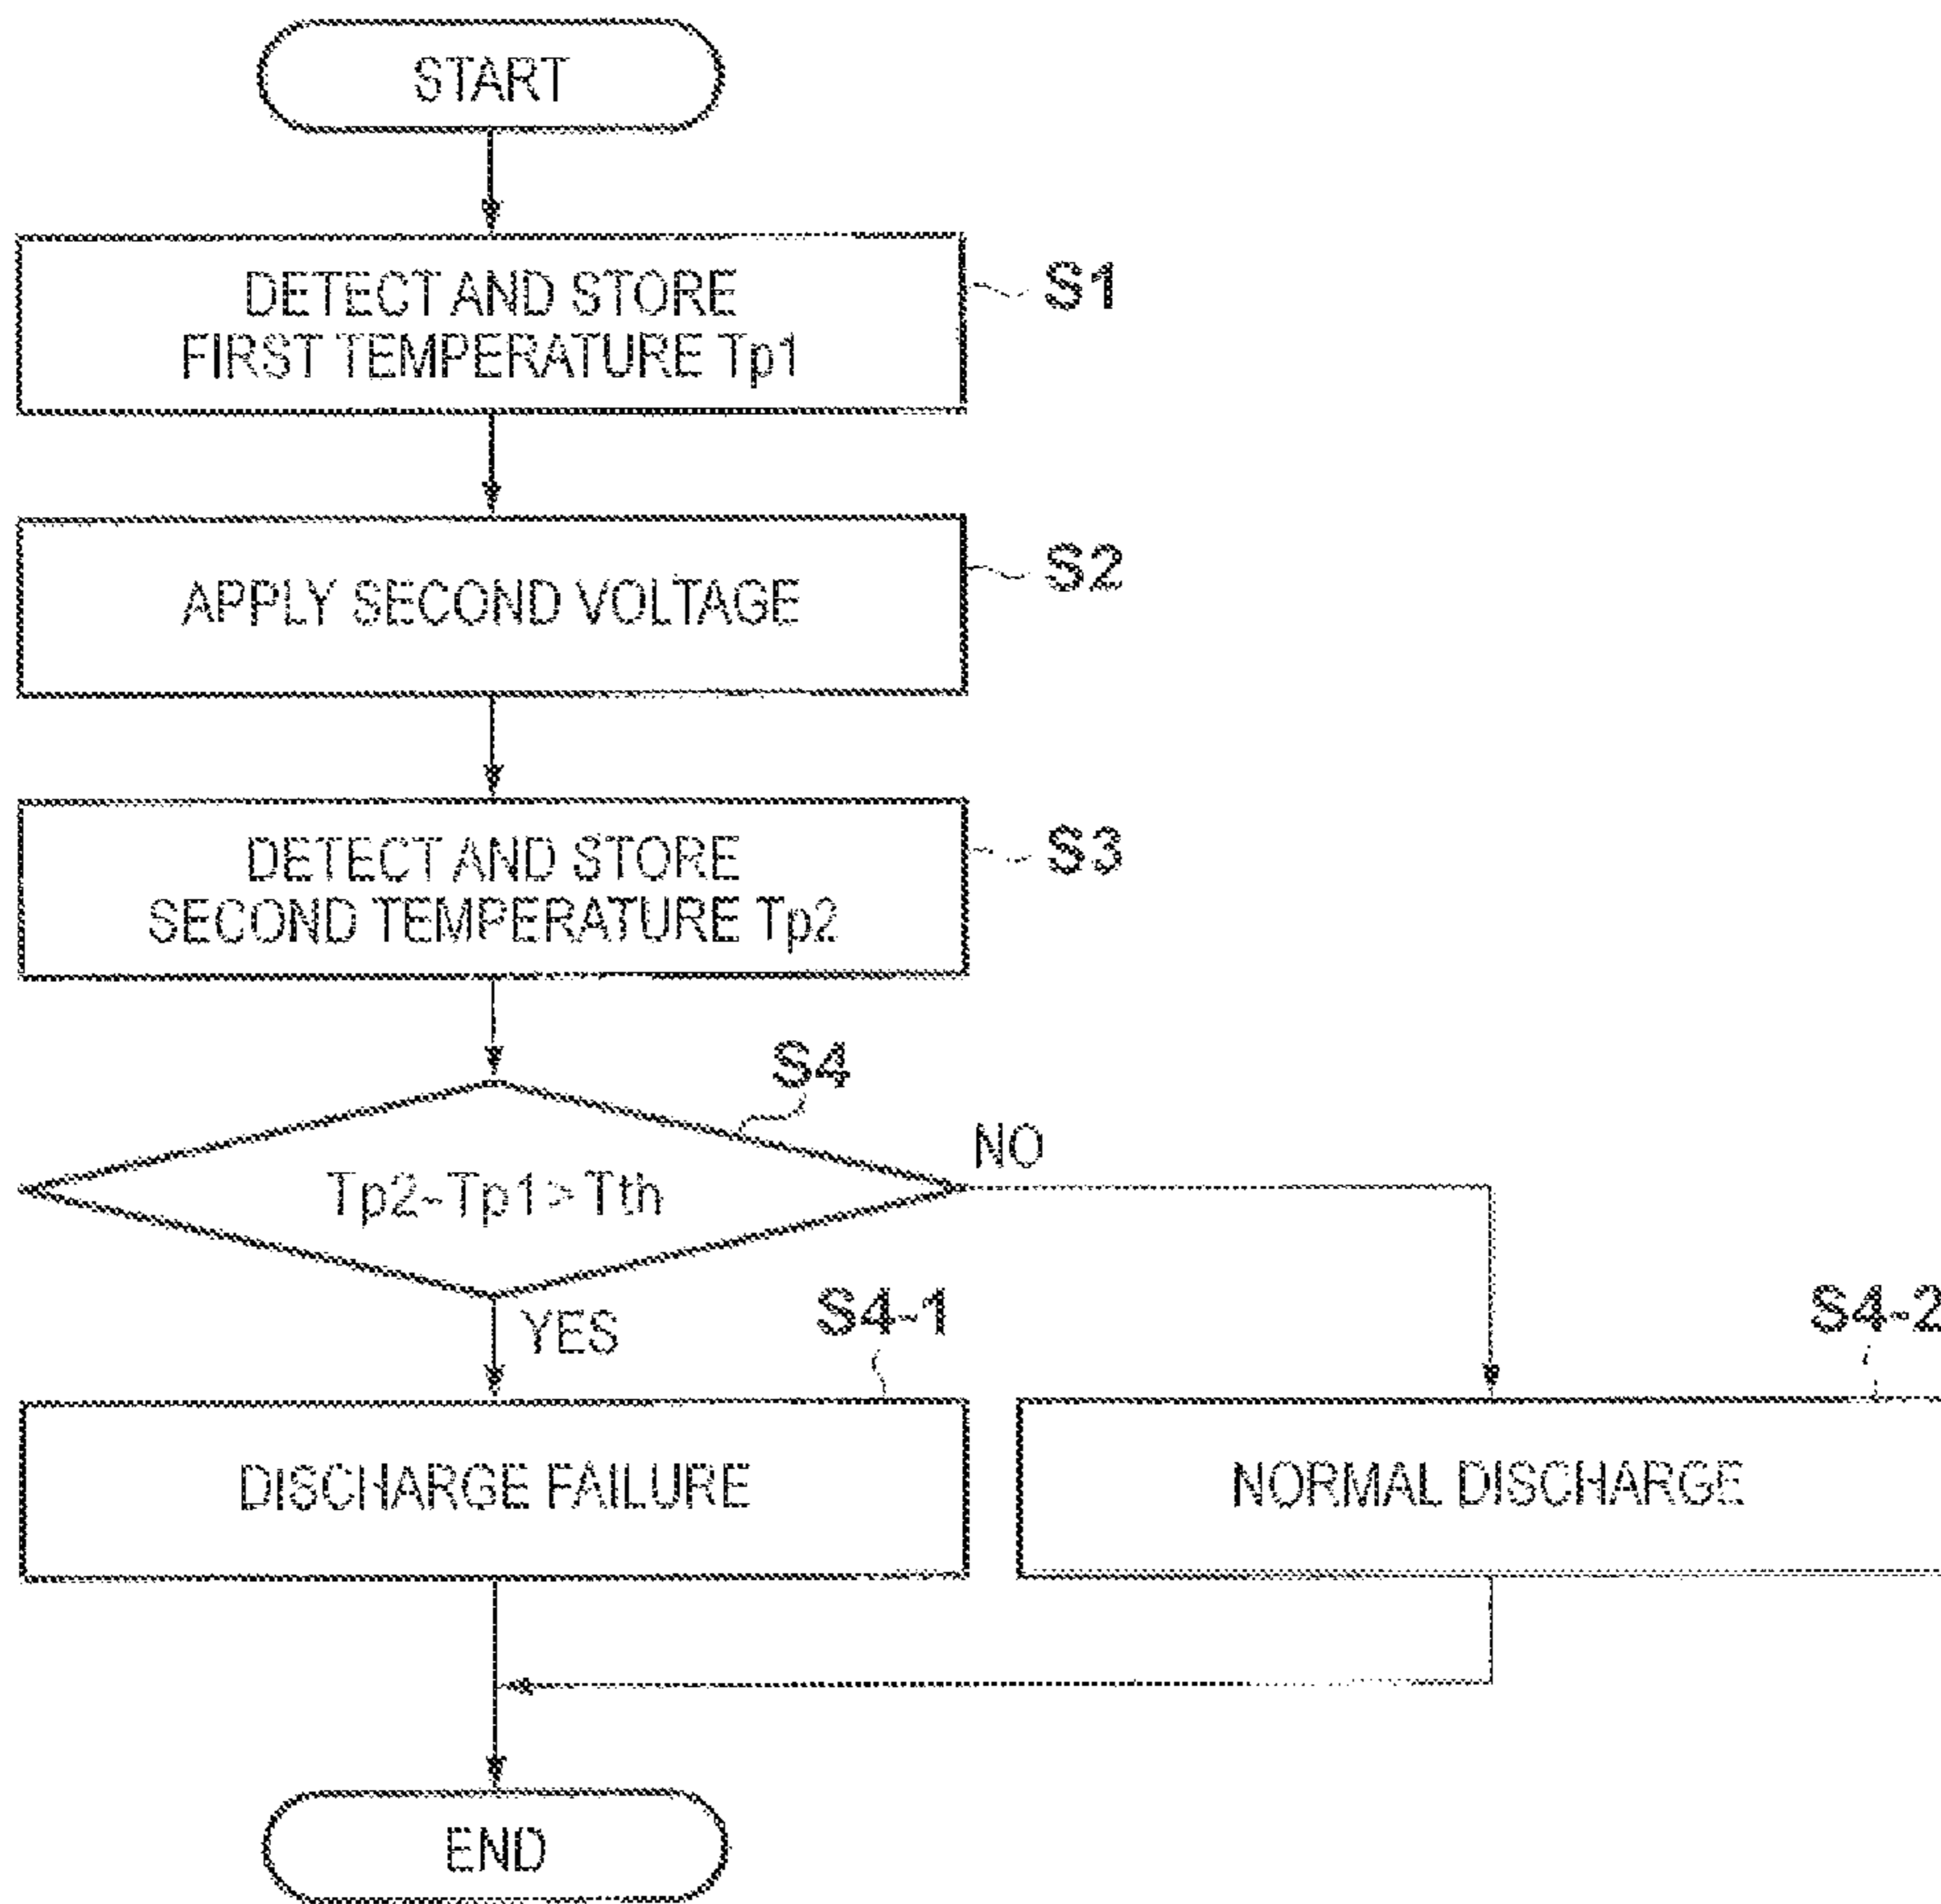 START
DETECT AND STORE
FIRST TEMPERATURE Tp1
S1
APPLY SECOND VOLTAGE
S2
DETECT AND STORE
SECOND TEMPERATURE Tp2
S3
S4
Tp2-Tp1>Tth
NO
YES
S4-1
S4-2
DISCHARGE FAILURE
NORMAL DISCHARGE
END